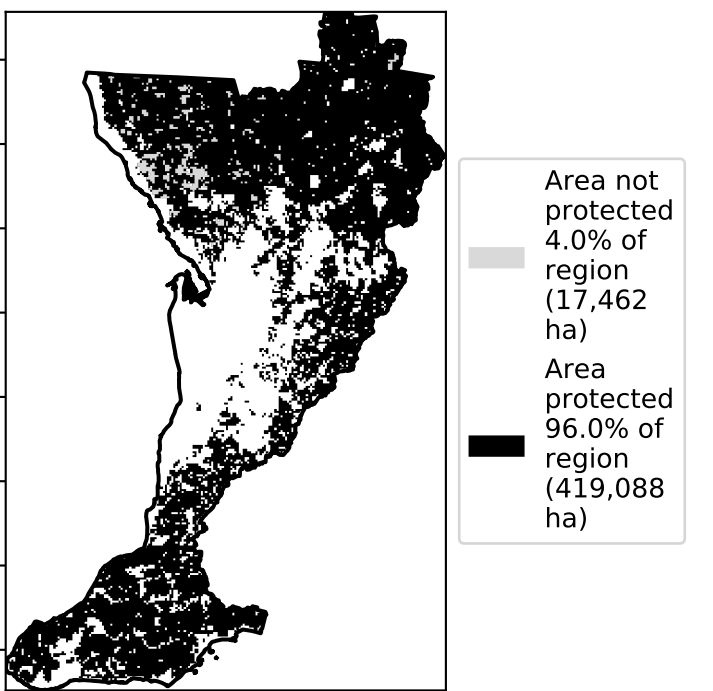 Area not
protected
4.0% of
region
(17,462
ha)
Area
protected
96.0% of
region
(419,088
ha)